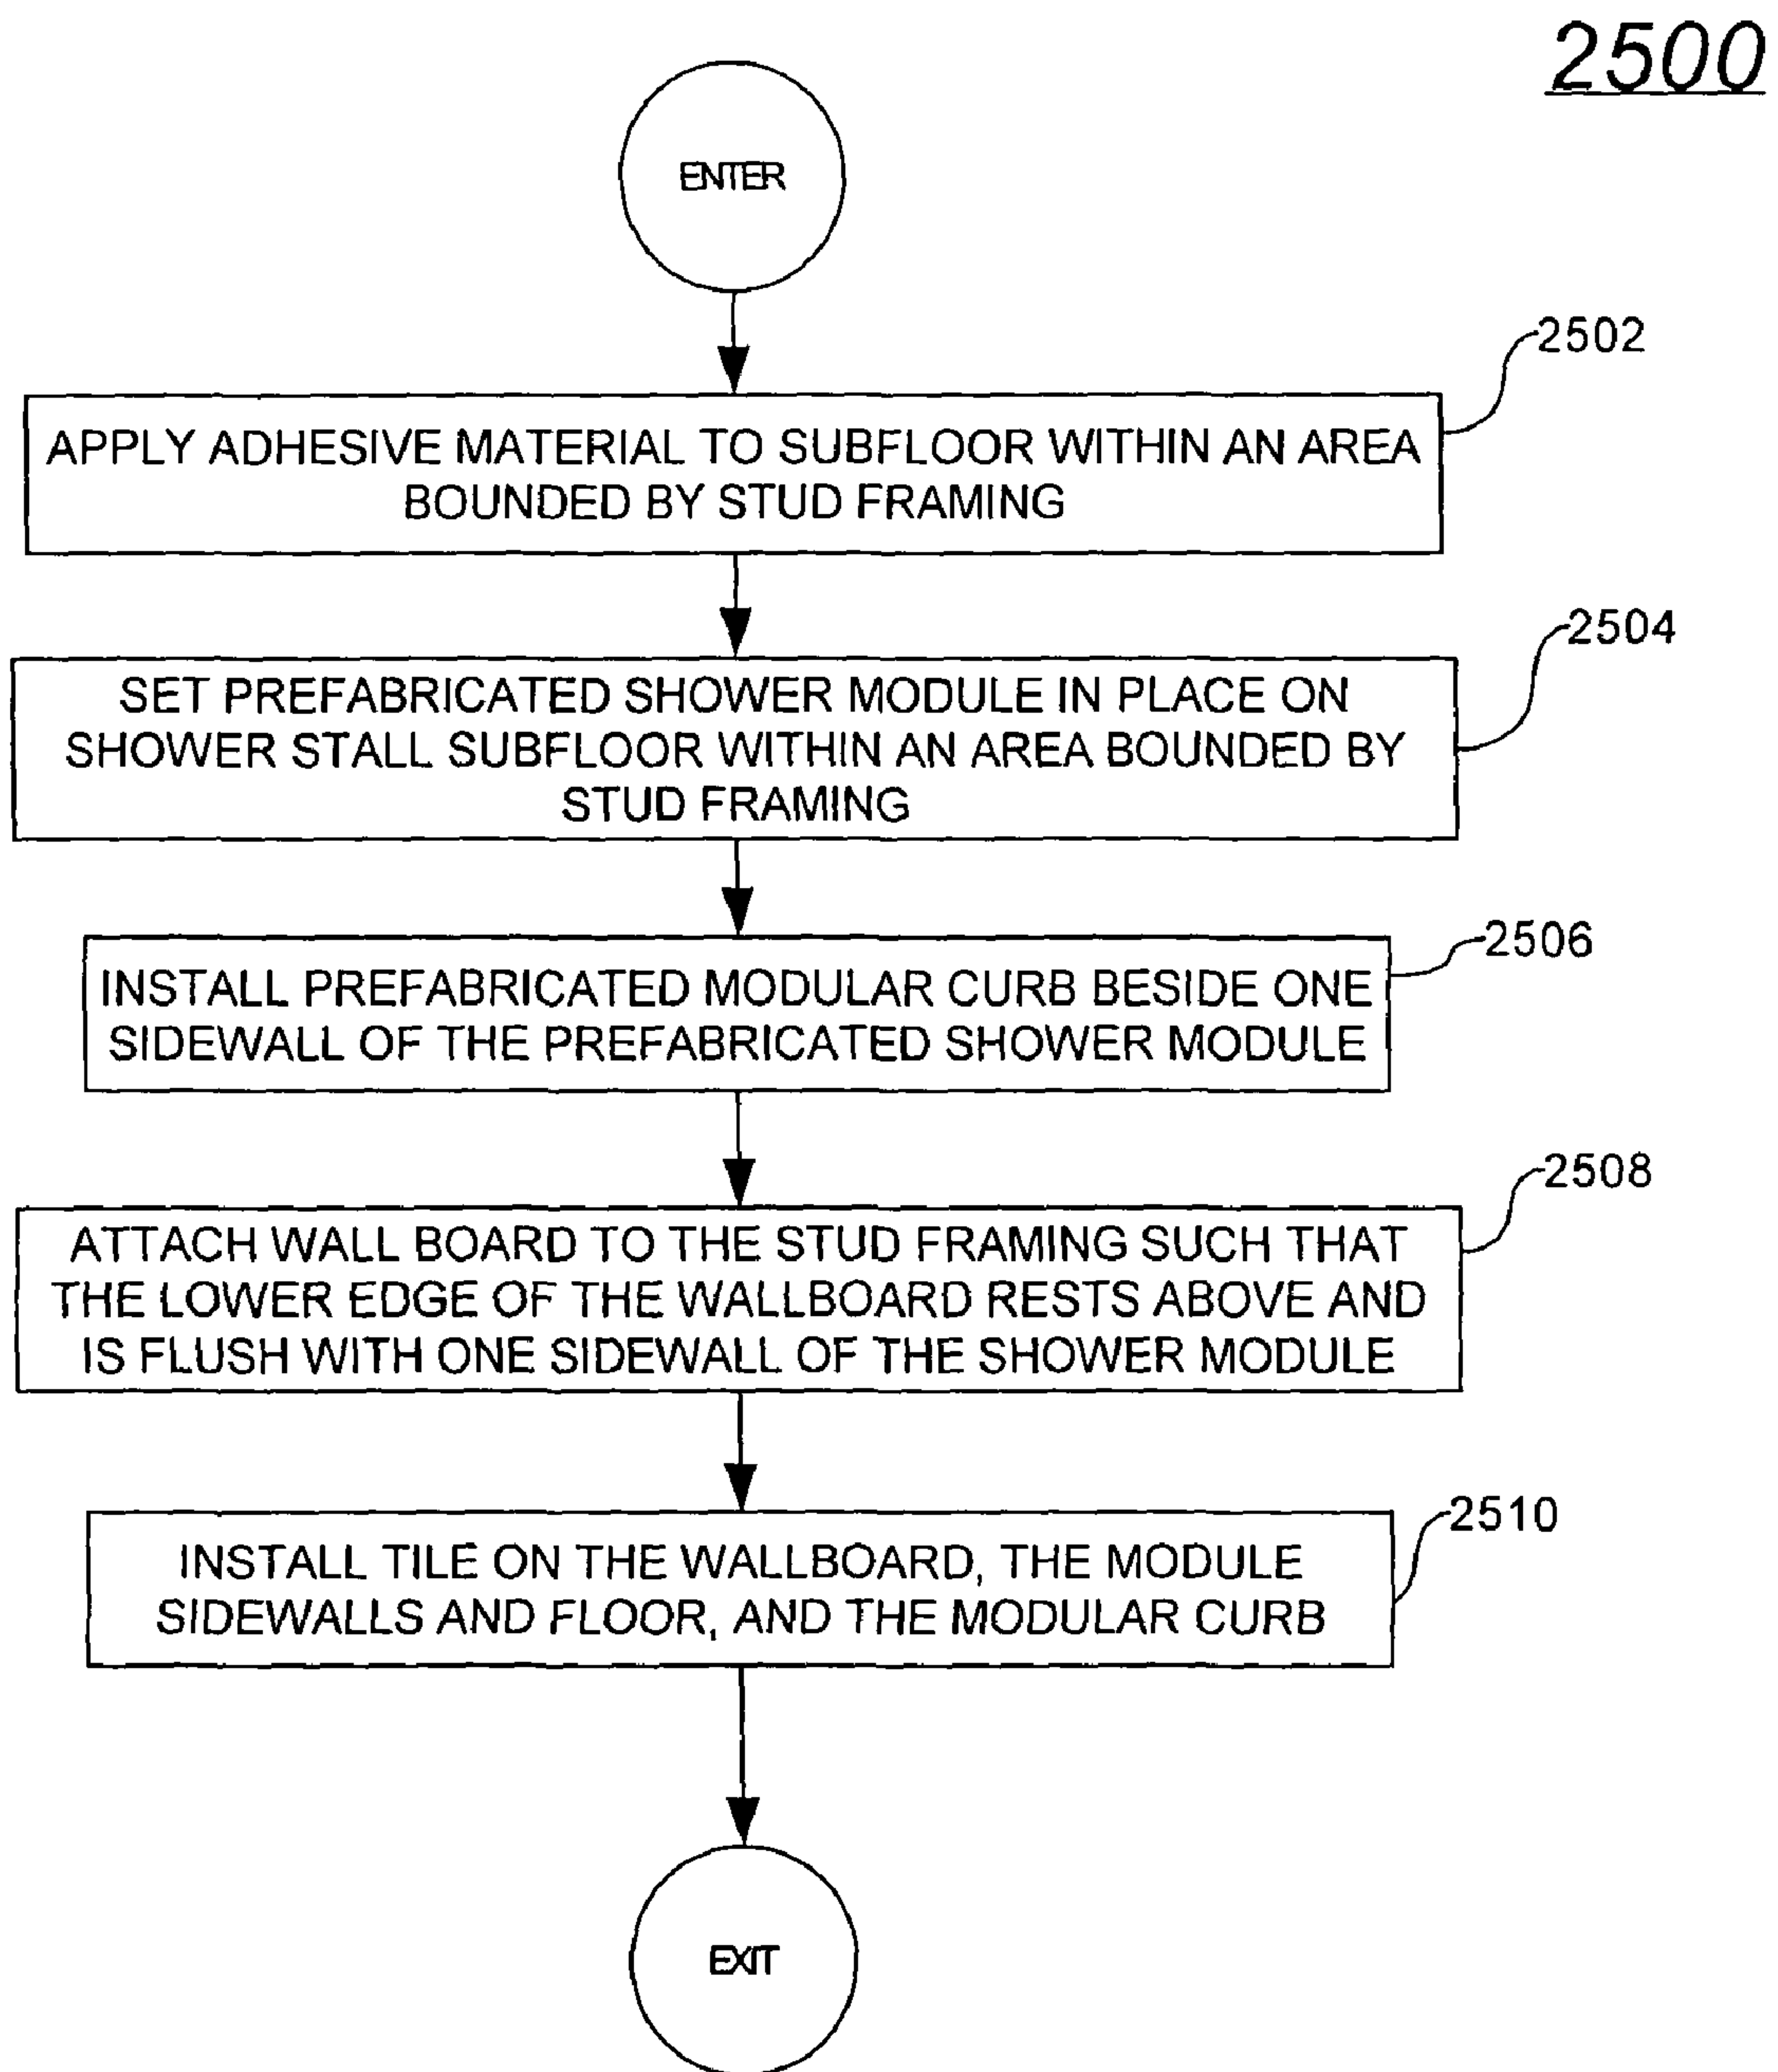 2500
ENTER
2502
APPLY ADHESIVE MATERIAL TO SUBFLOOR WITHIN AN AREA
BOUNDED BY STUD FRAMING
2504
SET PREFABRICATED SHOWER MODULE IN PLACE ON
SHOWER STALL SUBFLOOR WITHIN AN AREA BOUNDED BY
STUD FRAMING
2506
INSTALL PREFABRICATED MODULAR CURB BESIDE ONE
SIDEWALL OF THE PREFABRICATED SHOWER MODULE
2508
ATTACH WALL BOARD TO THE STUD FRAMING SUCH THAT
THE LOWER EDGE OF THE WALLBOARD RESTS ABOVE AND
IS FLUSH WITH ONE SIDEWALL OF THE SHOWER MODULE
2510
INSTALL TILE ON THE WALLBOARD, THE MODULE
SIDEWALLS AND FLOOR, AND THE MODULAR CURB
EXIT